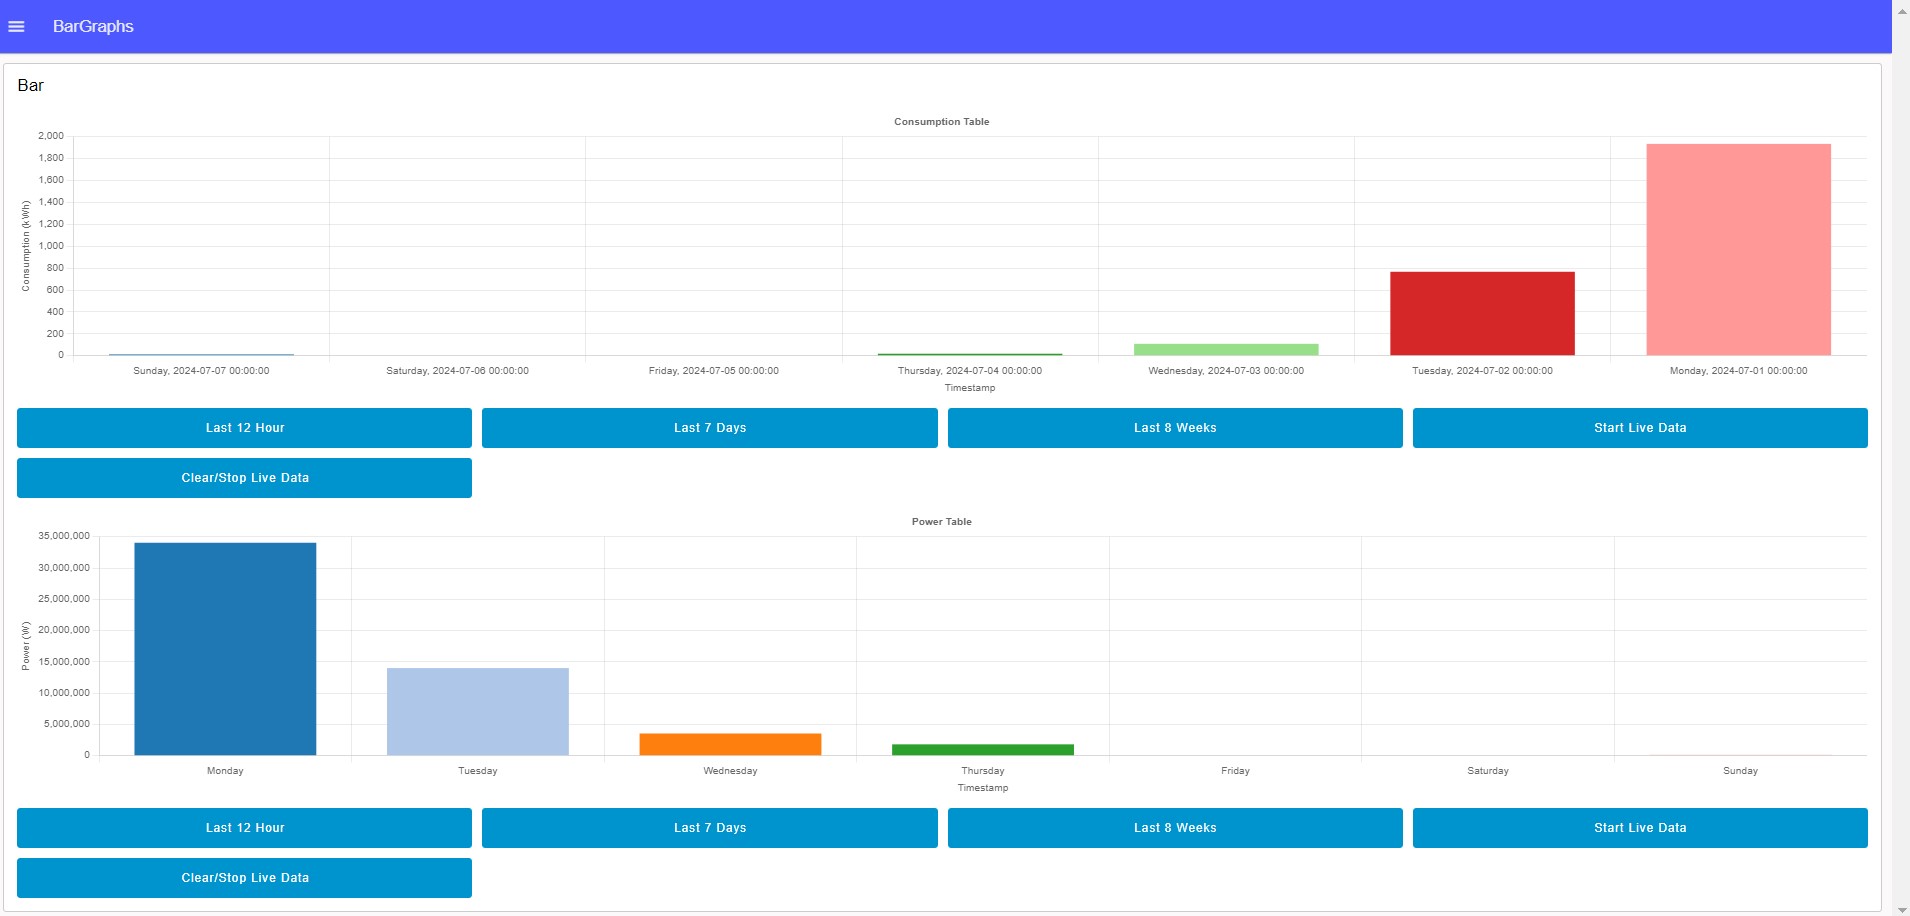 BarGraphs
Bar
Consumption Table
Consumption (kWh)
2,000
1,800
1,600
1,400
1,200
1,000
800
600
400
200
0
Sunday, 2024-07-07 00:00:00 Saturday, 2024-07-06 00:00:00 Friday, 2024-07-05 00:00:00 Thursday, 2024-07-04 00:00:00 Wednesday, 2024-07-03 00:00:00 Tuesday, 2024-07-02 00:00:00 Monday, 2024-07-01 00:00:00
Timestamp
Last 12 Hour Last 7 Days Last 8 Weeks Start Live Data
Clear/Stop Live Data
Power Table
Power (W)
35,000,000
30,000,000
25,000,000
20,000,000
15,000,000
10,000,000
5,000,000
0
Monday Tuesday Wednesday Thursday Friday Saturday Sunday
Timestamp
Last 12 Hour Last 7 Days Last 8 Weeks Start Live Data
Clear/Stop Live Data